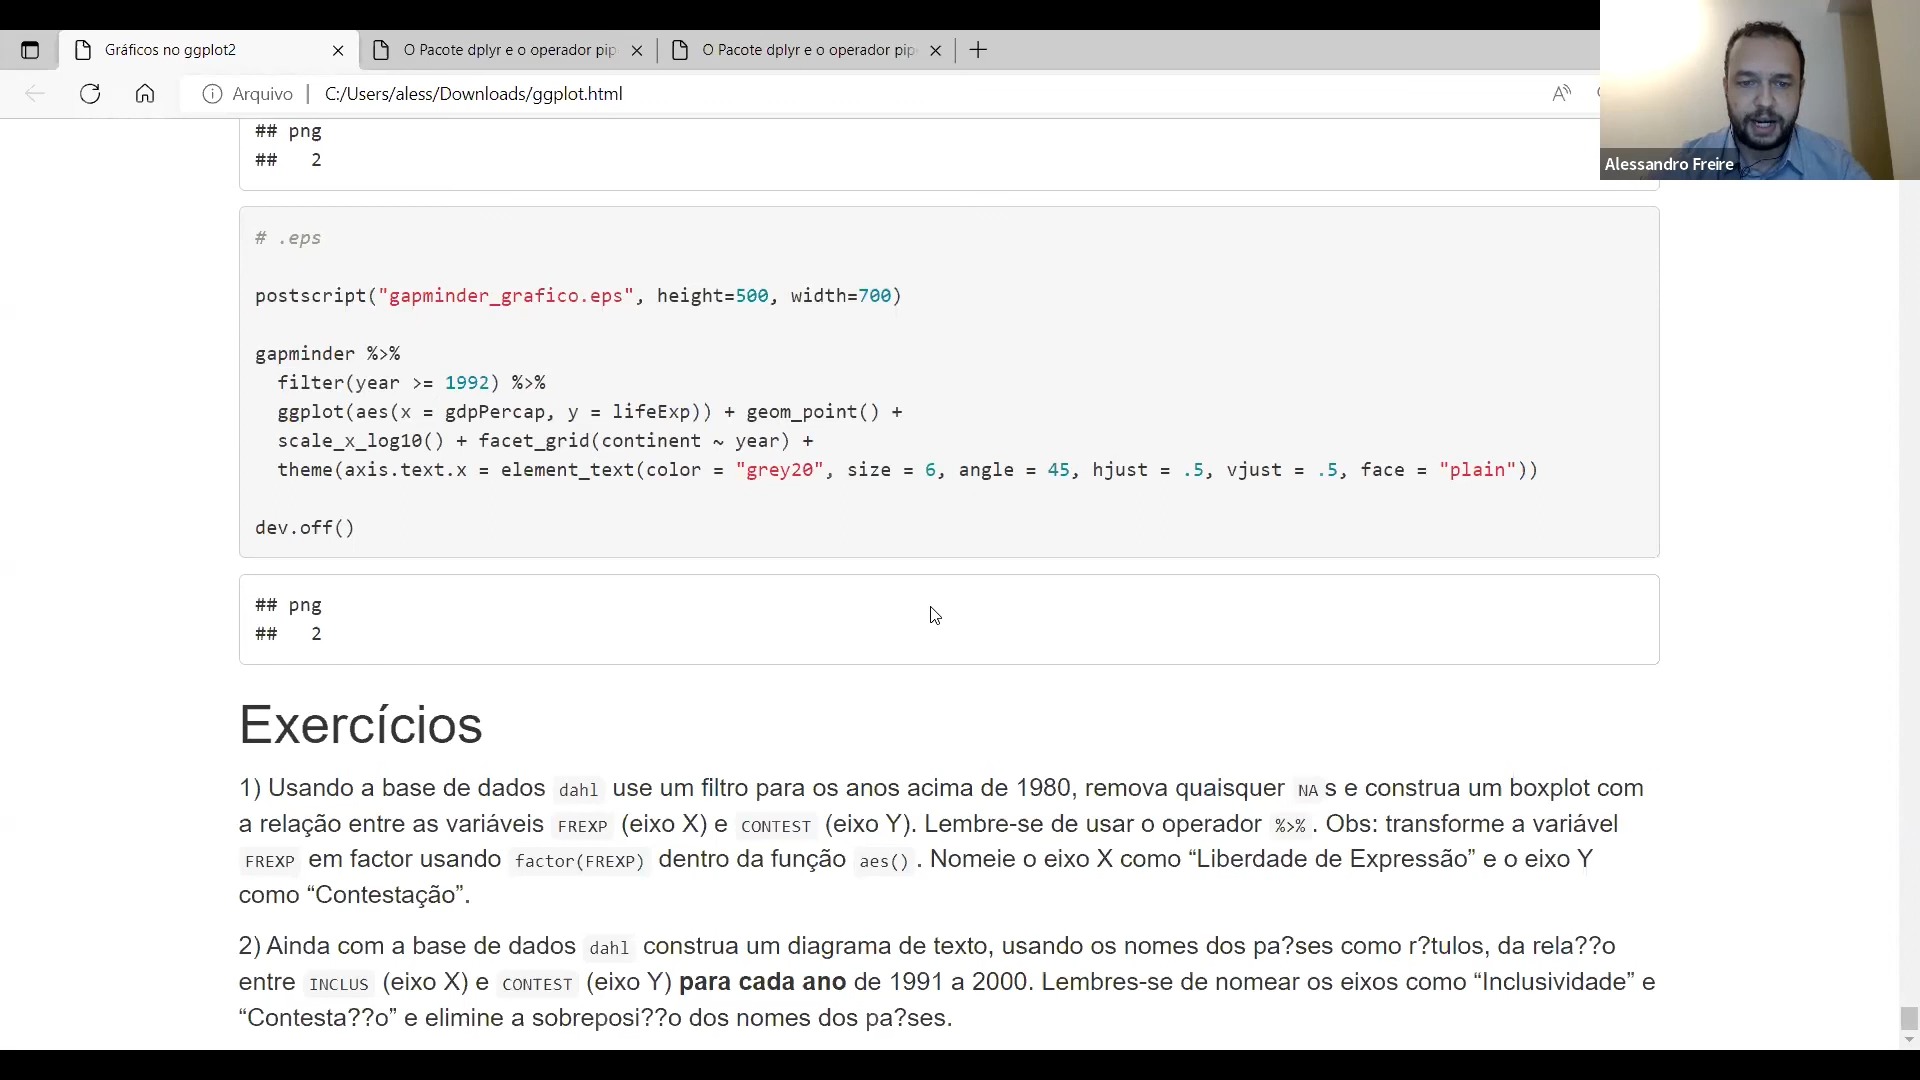 Gráficos no ggplot2
O Pacote dplyr e o operador pip
O Pacote dplyr e o operador pip
Arquivo
C:/Users/aless/Downloads/ggplot.html
Alessandro Freire
## png
##   2
# .eps
postscript("gapminder_grafico.eps", height=500, width=700)
gapminder %>%
  filter(year >= 1992) %>%
  ggplot(aes(x = gdpPercap, y = lifeExp)) + geom_point() +
  scale_x_log10() + facet_grid(continent ~ year) +
  theme(axis.text.x = element_text(color = "grey20", size = 6, angle = 45, hjust = .5, vjust = .5, face = "plain"))
dev.off()
## png
##   2
Exercícios
1) Usando a base de dados dahl use um filtro para os anos acima de 1980, remova quaisquer NA s e construa um boxplot com
a relação entre as variáveis FREXP (eixo X) e CONTEST (eixo Y). Lembre-se de usar o operador %>% . Obs: transforme a variável
FREXP em factor usando factor(FREXP) dentro da função aes() . Nomeie o eixo X como “Liberdade de Expressão” e o eixo Y
como “Contestação”.
2) Ainda com a base de dados dahl construa um diagrama de texto, usando os nomes dos pa?ses como r?tulos, da rela??o
entre INCLUS (eixo X) e CONTEST (eixo Y) para cada ano de 1991 a 2000. Lembres-se de nomear os eixos como “Inclusividade” e
“Contesta??o” e elimine a sobreposi??o dos nomes dos pa?ses.